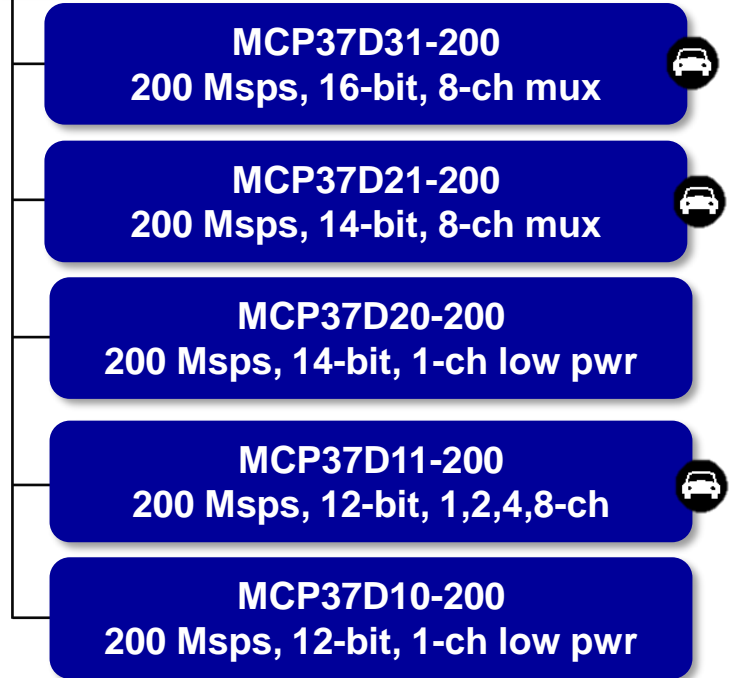 MCP37D31-200
200 Msps, 16-bit, 8-ch mux
MCP37D21-200
200 Msps, 14-bit, 8-ch mux
MCP37D20-200
200 Msps, 14-bit, 1-ch low pwr
MCP37D11-200
200 Msps, 12-bit, 1,2,4,8-ch
MCP37D10-200
200 Msps, 12-bit, 1-ch low pwr